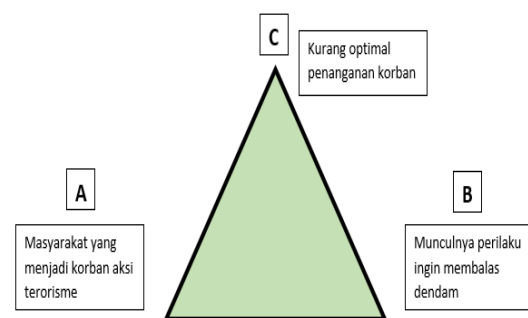 C
Kurang optimal
penanganan korban
A
Masyarakat yang
menjadi korban aksi
terorisme
B
Munculnya perilaku
ingin membalas
dendam